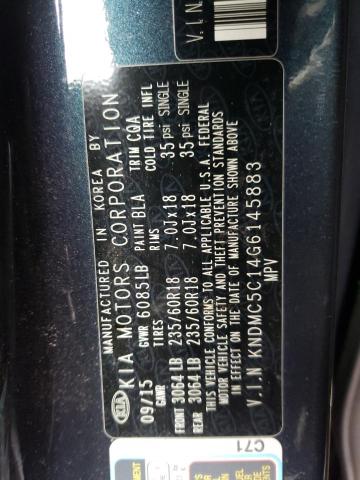 MANUFACTURED IN KOREA BY
KIA KIA MOTORS CORPORATION
09/15 GVWR 6085LB PAINT BLA TRIM CQA
GAWR TIRES RIMS COLD TIRE INFL
FRONT 3064LB 235/60R18 7.0Jx18 35 psi SINGLE
REAR 3064LB 235/60R18 7.0Jx18 35 psi SINGLE
THIS VEHICLE CONFORMS TO ALL APPLICABLE U.S.A. FEDERAL
MOTOR VEHICLE SAFETY AND THEFT PREVENTION STANDARDS
IN EFFECT ON THE DATE OF MANUFACTURE SHOWN ABOVE
V.I.N KNDMC5C14G6145883
MPV
V.I.N
C71